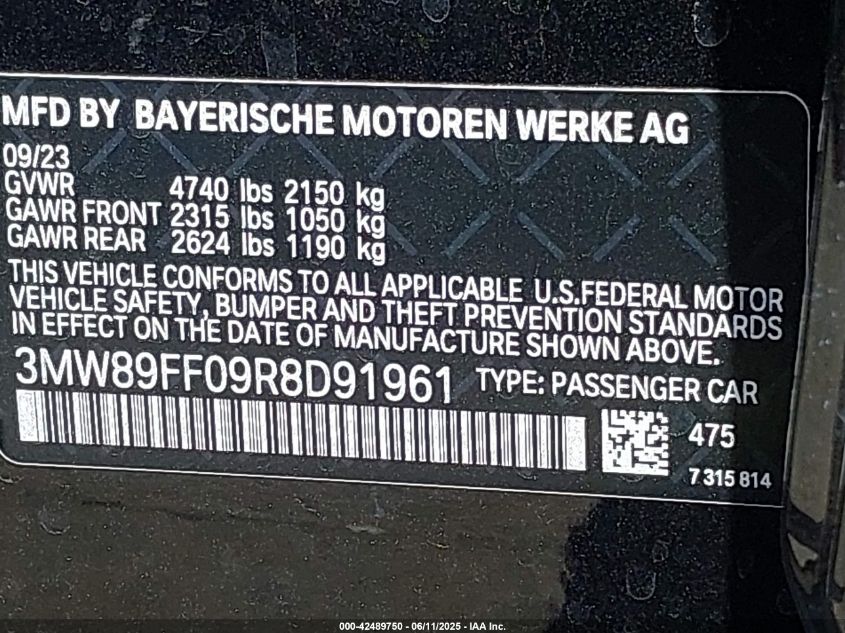 MFD BY BAYERISCHE MOTOREN WERKE AG
09/23
GVWR 4740 lbs 2150 kg
GAWR FRONT 2315 lbs 1050 kg
GAWR REAR 2624 lbs 1190 kg
THIS VEHICLE CONFORMS TO ALL APPLICABLE U.S.FEDERAL MOTOR
VEHICLE SAFETY, BUMPER AND THEFT PREVENTION STANDARDS
IN EFFECT ON THE DATE OF MANUFACTURE SHOWN ABOVE.
3MW89FF09R8D91961 TYPE: PASSENGER CAR
475
7 315 814
000-42489750 - 06/11/2025 - IAA Inc.